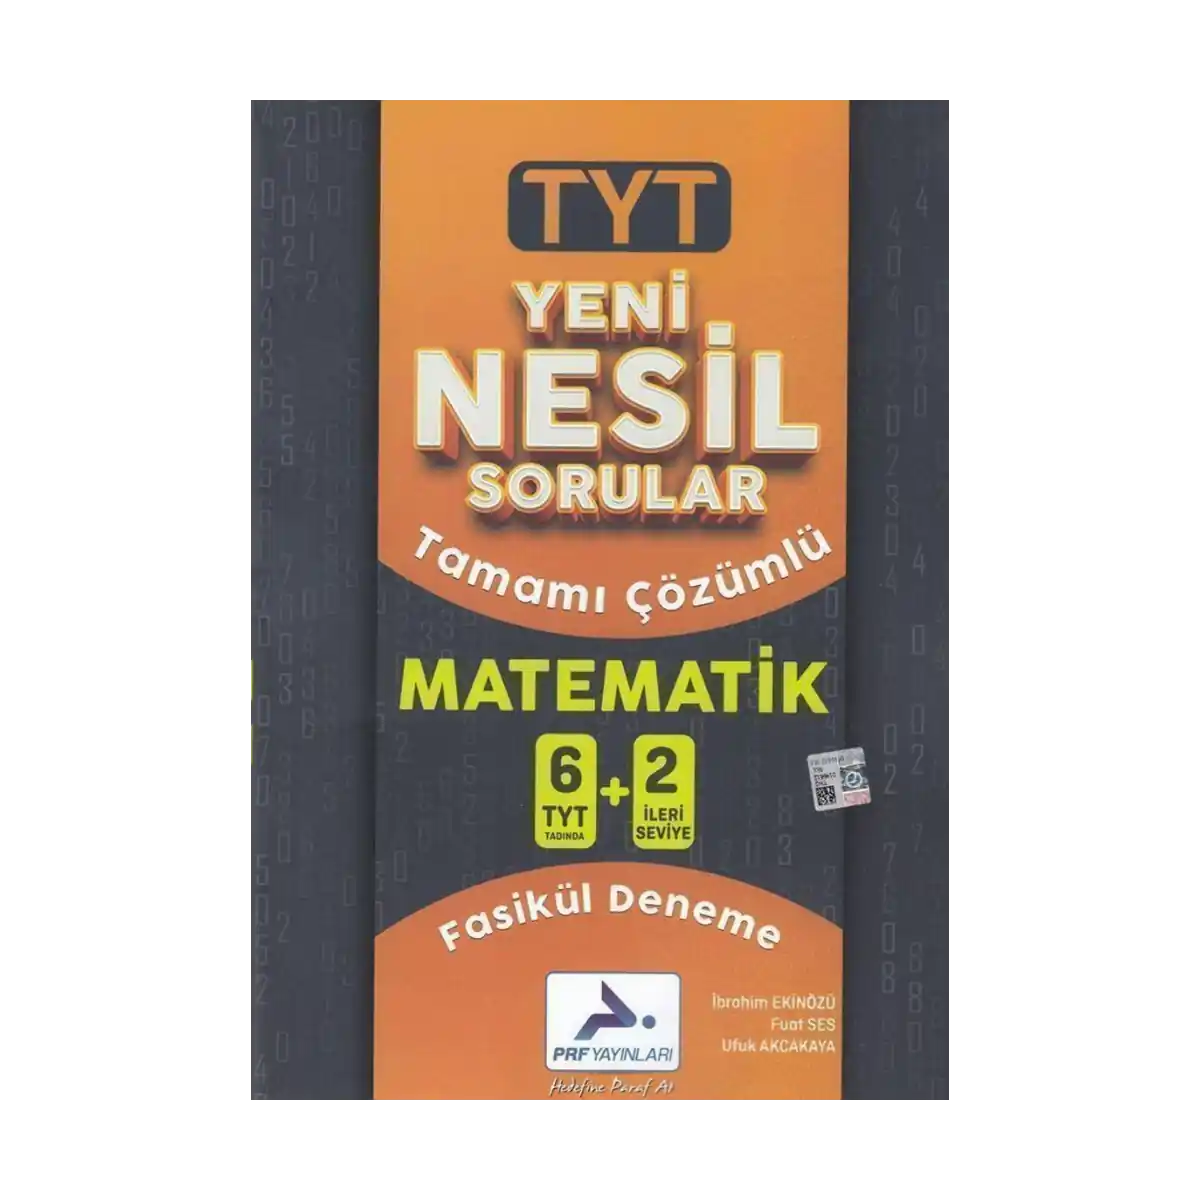 TYT
YENİ
NESİL
SORULAR
Tamamı Çözümlü
MATEMATİK
6
TYT
TADINDA
+
2
İLERİ
SEVİYE
Fasikül Deneme
İbrahim EKİNÖZÜ
Fuat SES
Ufuk AKCAKAYA
PRF YAYINLARI
Hedefine Paraf At